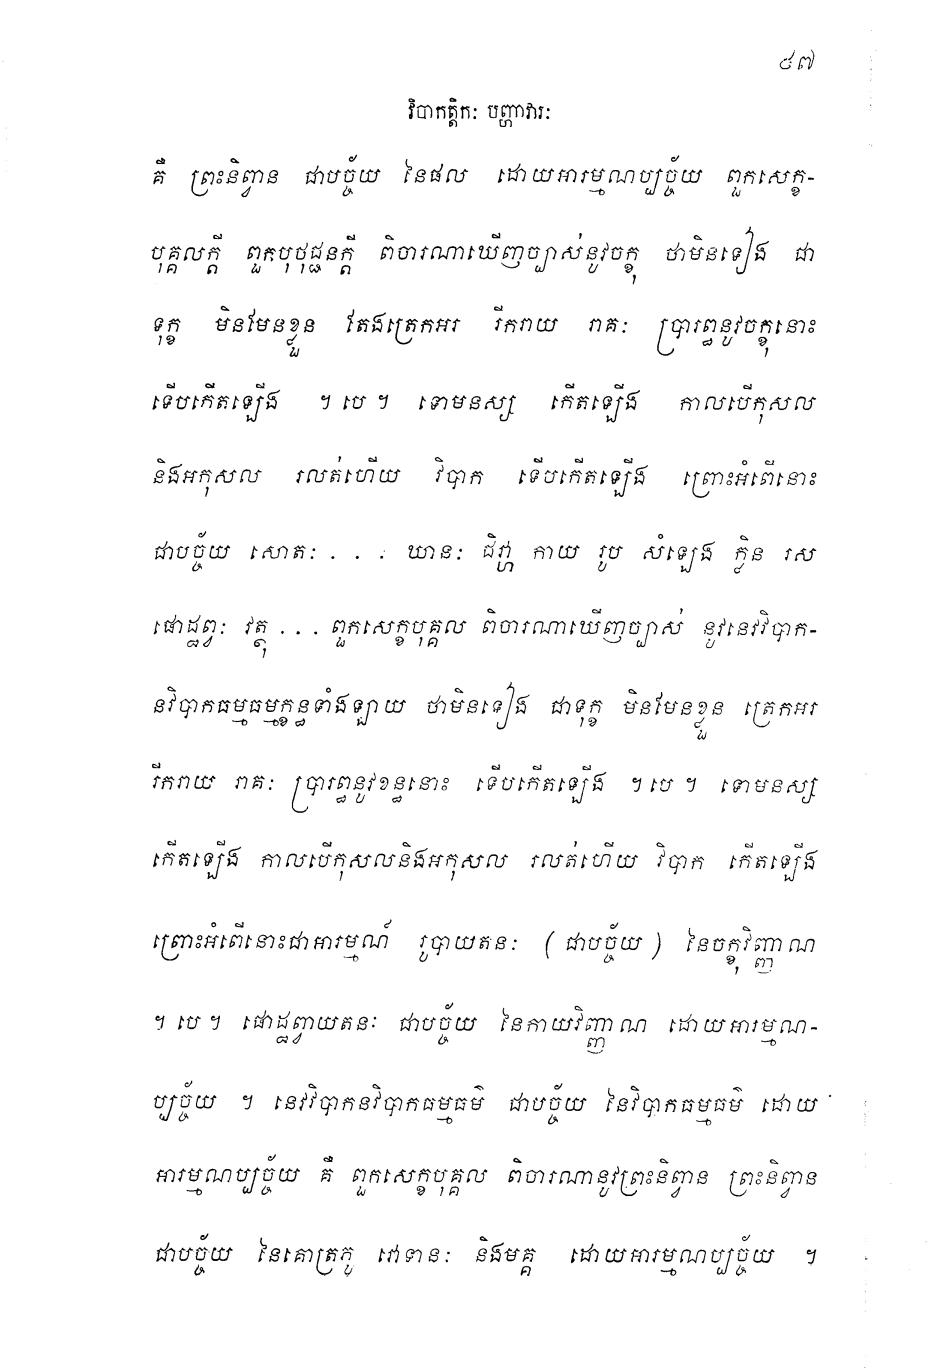 ៤៧
វិបាកត្តិកៈ បញ្ហាវារៈ
គឺ ព្រះនិព្វាន ជាបច្ច័យ នៃផល ដោយអារម្មណប្បច្ច័យ ពួកសេក្ខ-
បុគ្គលក្តី ពួកបុថុជ្ជនក្តី ពិចារណាឃើញច្បាស់នូវចក្ខុ ថាមិនទៀង ជា
ទុក្ខ មិនមែនខ្លួន តែងត្រេកអរ រីករាយ រាគៈ ប្រារព្ធនូវចក្ខុនោះ
ទើបកើតឡើង ។ បេ ។ ទោមនស្ស កើតឡើង កាលបើកុសល
និងអកុសល រលត់ហើយ វិបាក ទើបកើតឡើង ព្រោះអំពើនោះ
ជាបច្ច័យ សោតៈ . . . ឃានៈ ជិវ្ហា កាយ រូប សំឡេង ក្លិន រស
ផោដ្ឋព្វៈ វត្ថុ . . . ពួកសេក្ខបុគ្គល ពិចារណាឃើញច្បាស់ នូវនេវវិបាក-
នវិបាកធម្មធម្មក្ខន្ធទាំងឡាយ ថាមិនទៀង ជាទុក្ខ មិនមែនខ្លួន ត្រេកអរ
រីករាយ រាគៈ ប្រារព្ធនូវខន្ធនោះ ទើបកើតឡើង ។ បេ ។ ទោមនស្ស
កើតឡើង កាលបើកុសលនិងអកុសល រលត់ហើយ វិបាក កើតឡើង
ព្រោះអំពើនោះជាអារម្មណ៍ រូបាយតនៈ ( ជាបច្ច័យ ) នៃចក្ខុវិញ្ញាណ
។ បេ ។ ផោដ្ឋព្វាយតនៈ ជាបច្ច័យ នៃកាយវិញ្ញាណ ដោយអារម្មណ-
ប្បច្ច័យ ។ នេវវិបាកនវិបាកធម្មធម៌ ជាបច្ច័យ នៃវិបាកធម្មធម៌ ដោយ
អារម្មណប្បច្ច័យ គឺ ពួកសេក្ខបុគ្គល ពិចារណានូវព្រះនិព្វាន ព្រះនិព្វាន
ជាបច្ច័យ នៃគោត្រភូ វោទានៈ និងមគ្គ ដោយអារម្មណប្បច្ច័យ ។